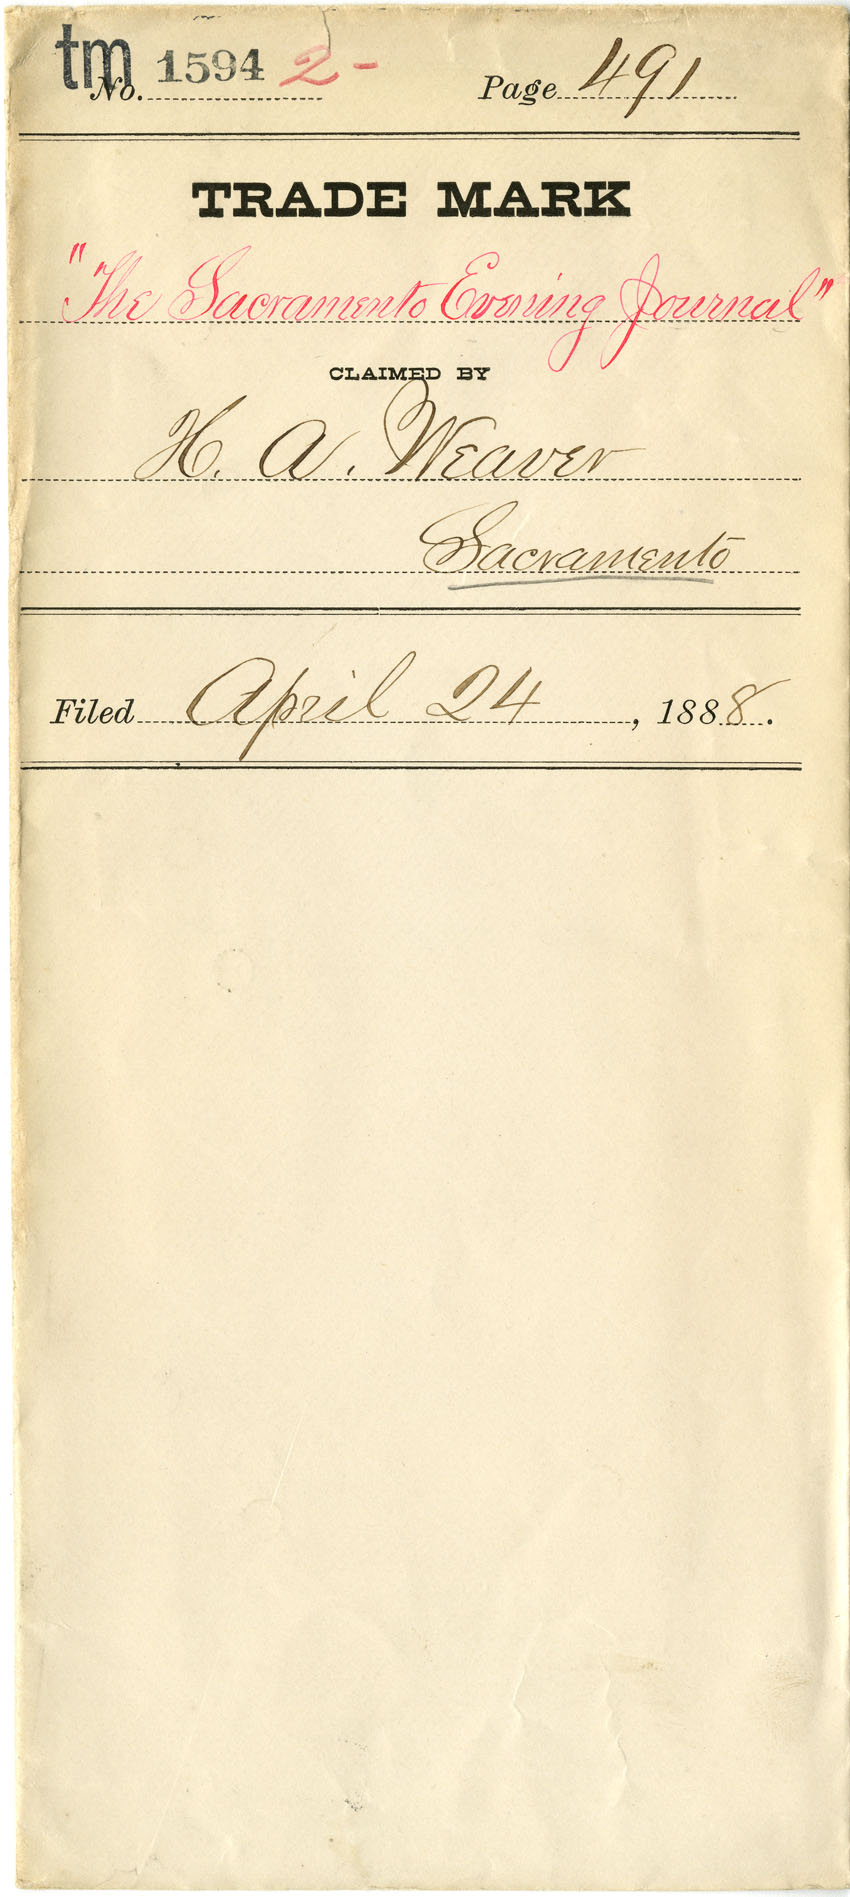 tm No. 1594 2- Page 491
TRADE MARK
"The Sacramento Evening Journal"
CLAIMED BY
H. A. Weaver
Sacramento
Filed April 24, 1888.